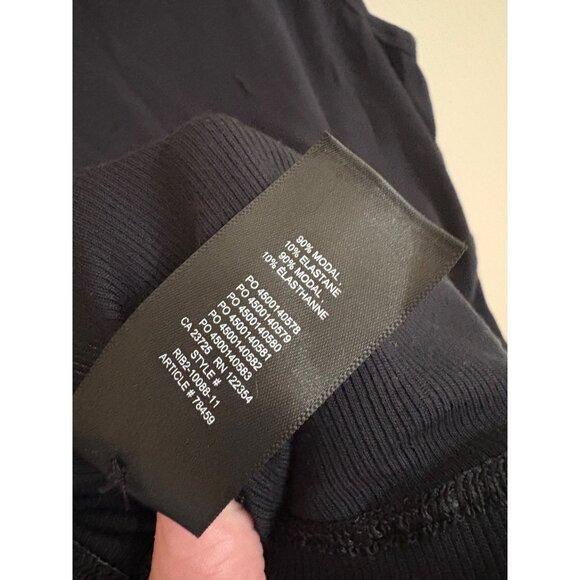 90% MODAL,
10% ELASTANE
90% MODAL,
10% ÉLASTHANNE
PO 4500140578
PO 4500140579
PO 4500140580
PO 4500140581
PO 4500140582
PO 4500140583
CA 23725 RN 122354
STYLE #
RIB2-10088-11
ARTICLE # 78459